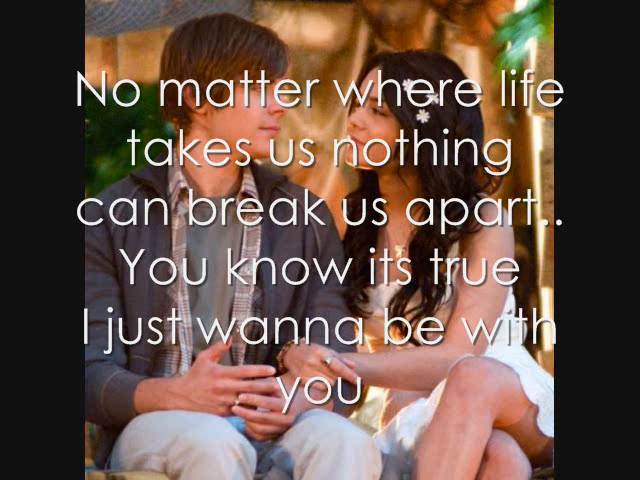 No matter where life
takes us nothing
can break us apart..
You know its true
I just wanna be with
you